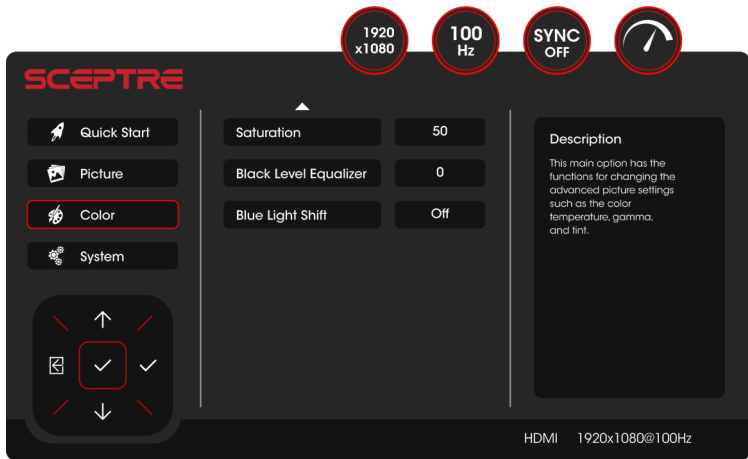 1920
x1080
100
Hz
SYNC
OFF
SCEPTRE
Quick Start
Picture
Color
System
Saturation 50
Black Level Equalizer 0
Blue Light Shift Off
Description
This main option has the
functions for changing the
advanced picture settings
such as the color
temperature, gamma,
and tint.
HDMI 1920x1080@100Hz